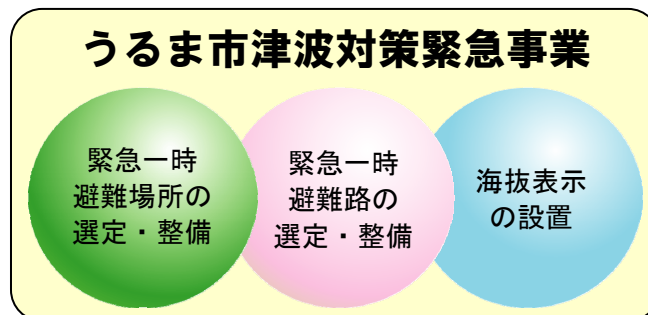 うるま市津波対策緊急事業
緊急一時
避難場所の
選定・整備
緊急一時
避難路の
選定・整備
海抜表示
の設置